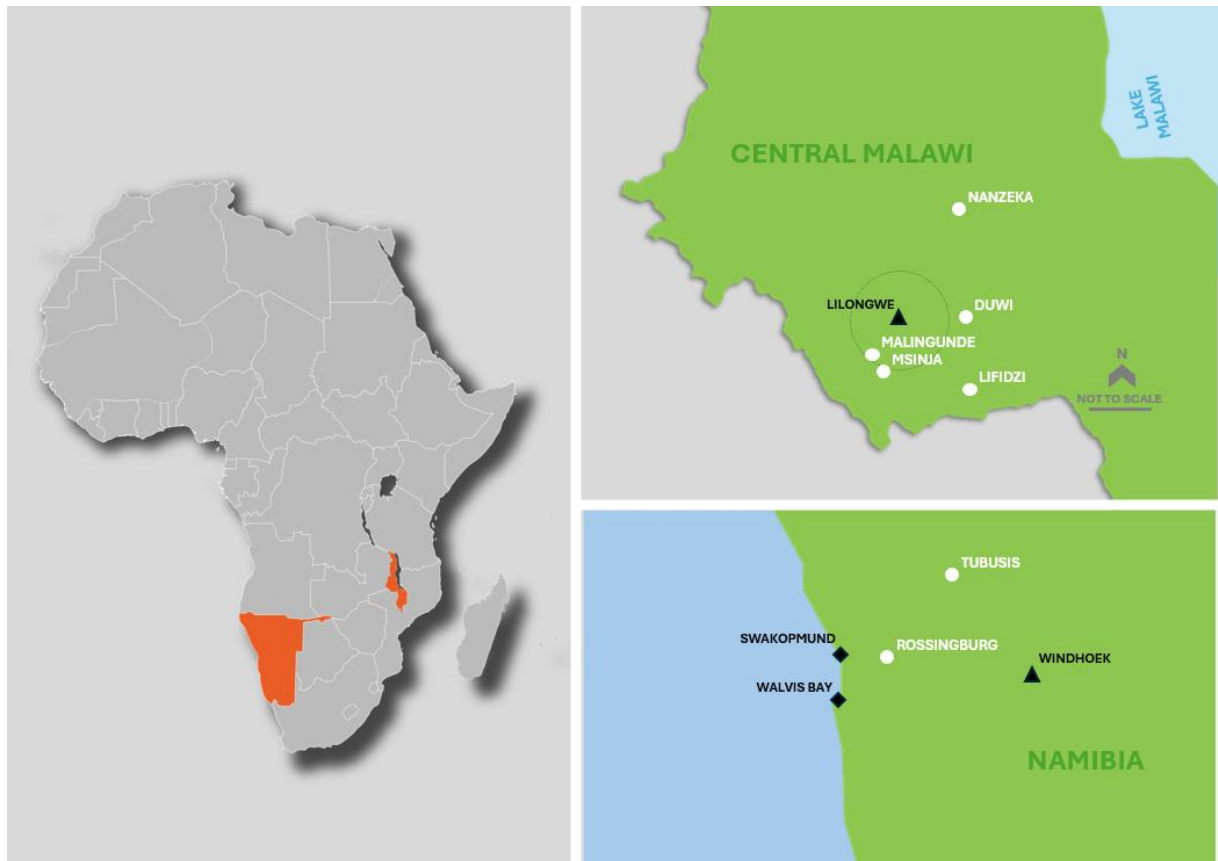 LAKE
MALAWI
CENTRAL MALAWI
NANZEKA
LILONGWE
DUWI
MALINGUNDE
MSINJA
LIFIDZI
N
NOT TO SCALE
TUBUSIS
SWAKOPMUND
ROSSINGBURG
WINDHOEK
WALVIS BAY
NAMIBIA